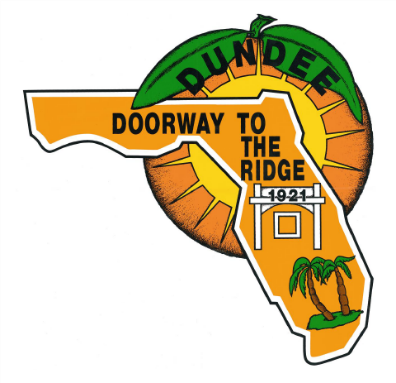 DUNDEE
DOORWAY TO
THE
RIDGE
1921